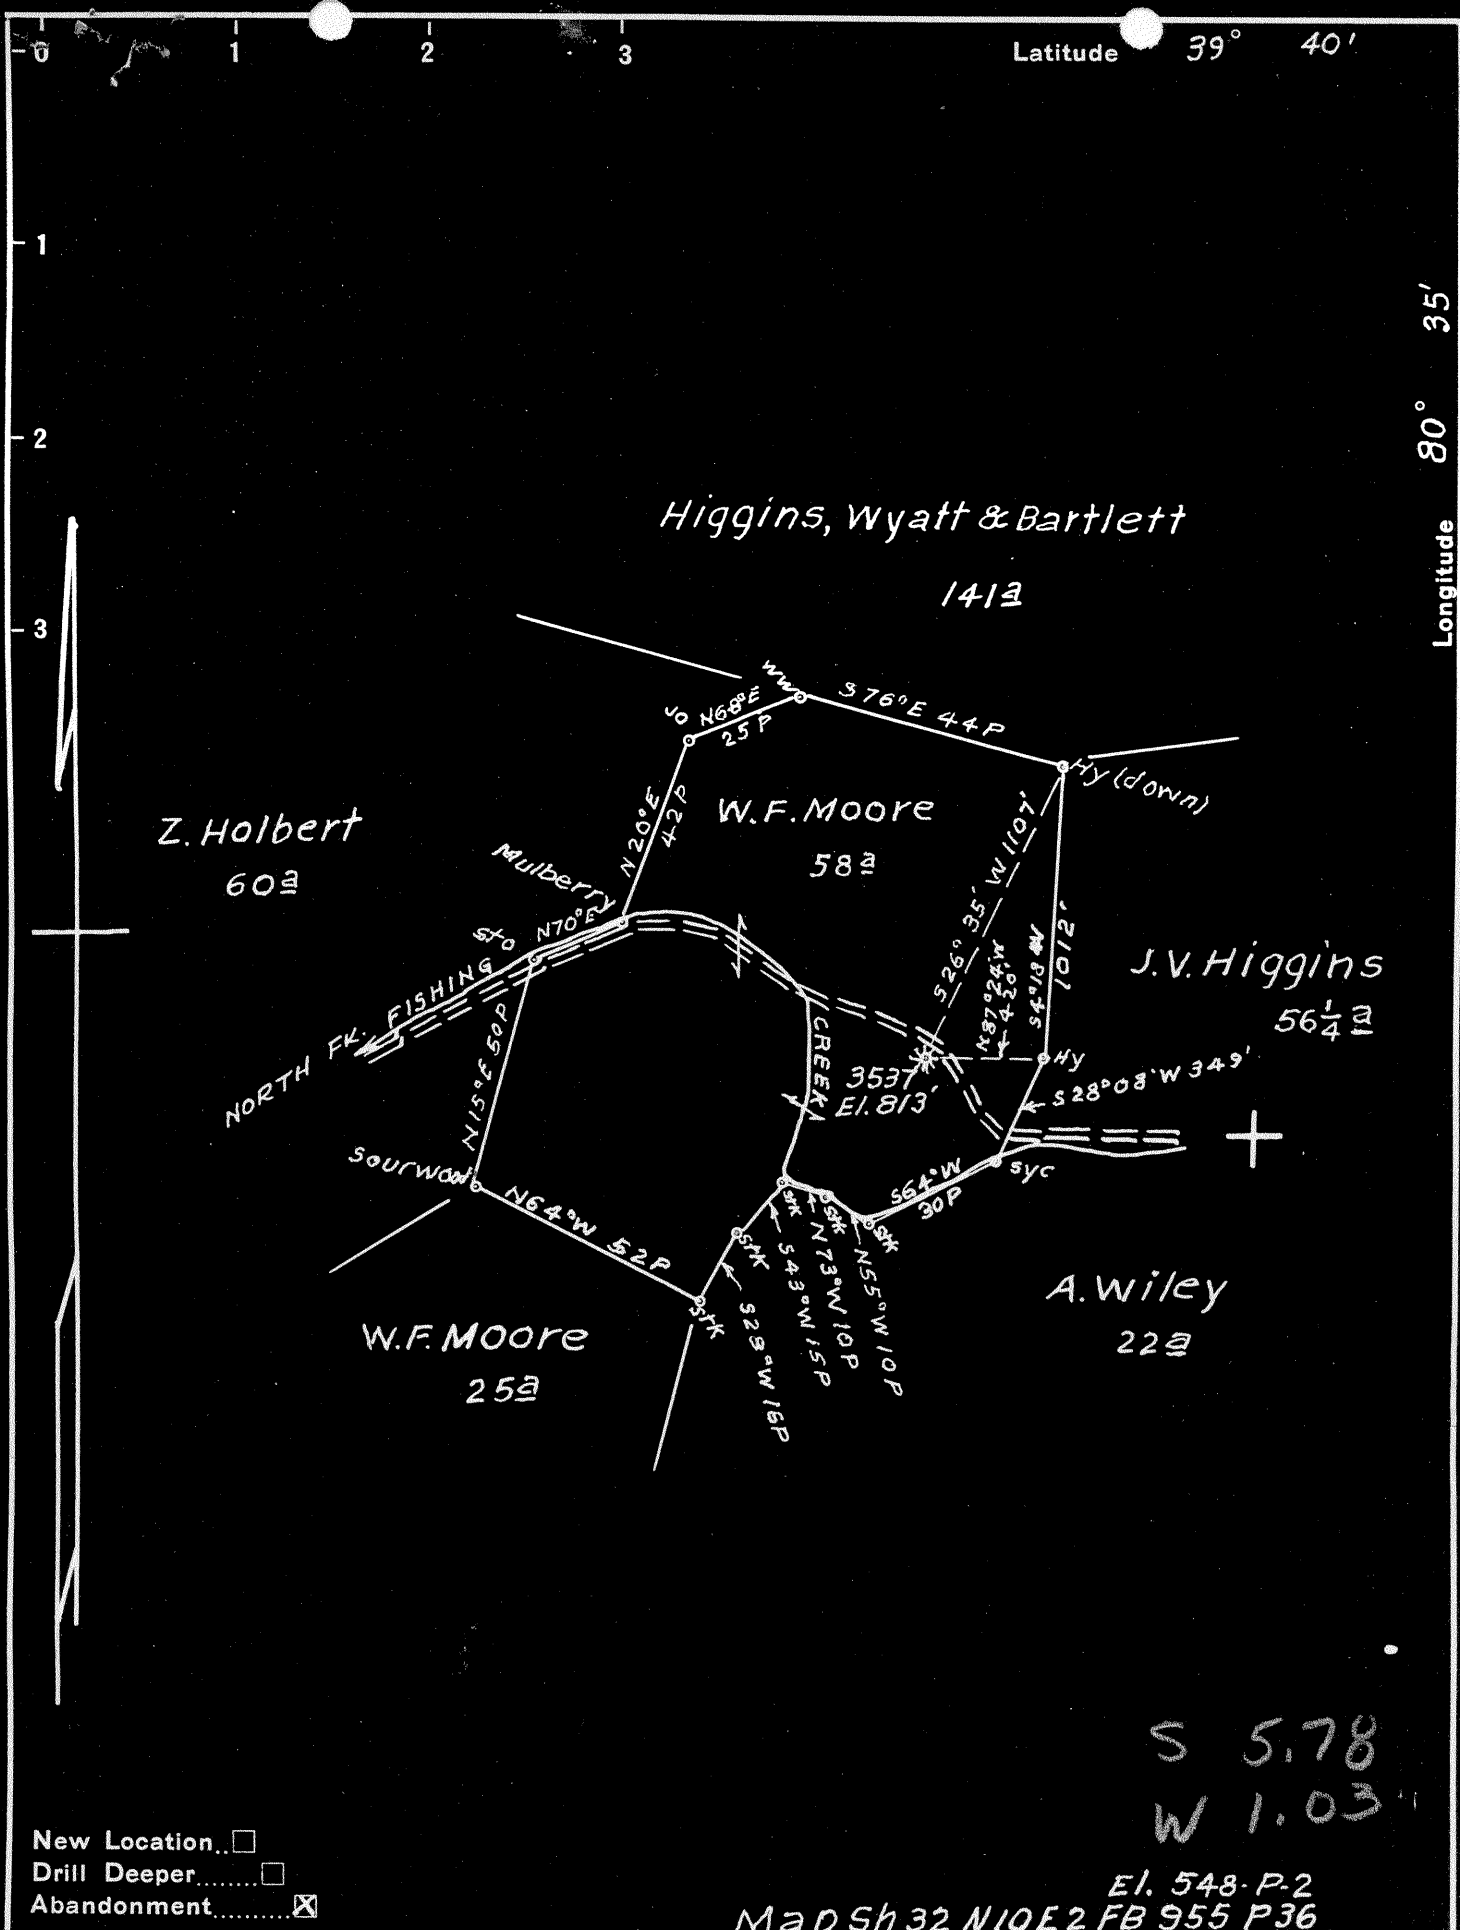 0 1 2 3 Latitude 39° 40'
1
2
3
Longitude 80° 35'
Higgins, Wyatt & Bartlett
141a
S76°E 44P
N68°E
25P
Hy (down)
N20°E
42P
W.F. Moore
58a
Z. Holbert
60a
Mulberry
N70°E
sto
S26° 35' W 1107'
N87°24'W
420'
S4°18'W
1012'
J.V. Higgins
56 1/4 a
NORTH FK. FISHING CREEK
N15°E 50P
3537
El. 813'
Hy
S28°08'W 349'
Sourwood
syc
S64°W
30P
N64°W 52P
stk
stk
stk
stk
stk
S28°W 16P
S43°W 15P
N73°W 10P
N55°W 10P
A. Wiley
22a
W.F. Moore
25a
S 5.78
W 1.03
New Location..☐
Drill Deeper........☐
Abandonment..........☒
El. 548-P-2
Map Sh 32 N10E2 FB 955 P36